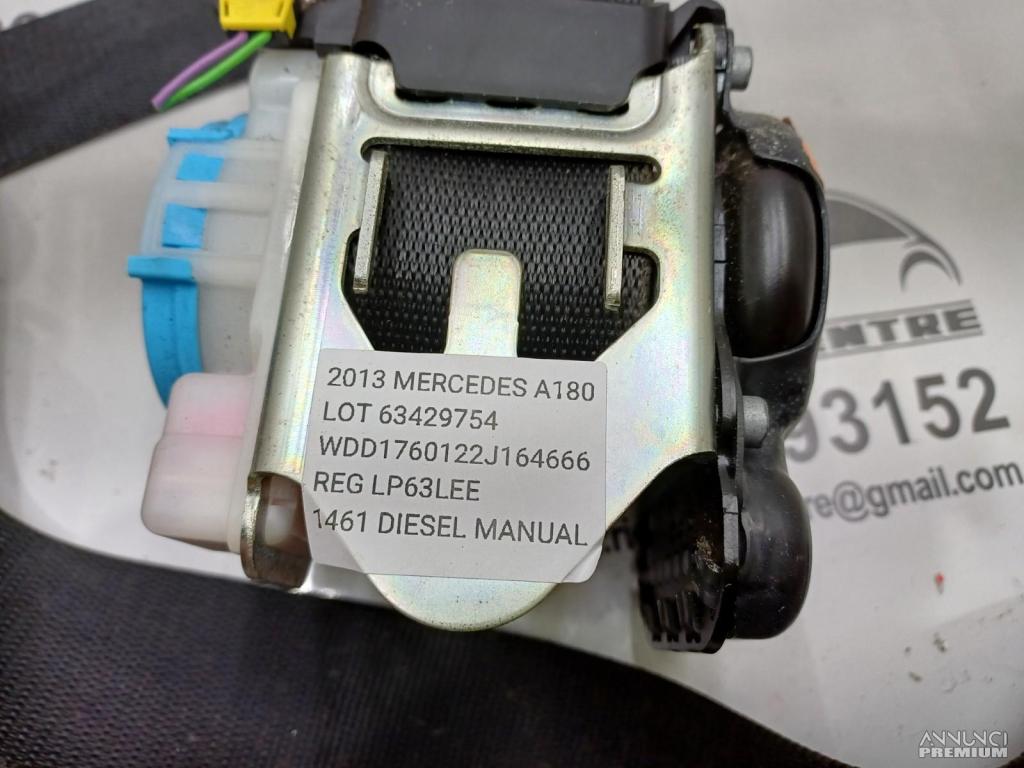 2013 MERCEDES A180
LOT 63429754
WDD1760122J164666
REG LP63LEE
1461 DIESEL MANUAL
ENTRE
93152
re@gmail.com
ANNUNCI
PREMIUM